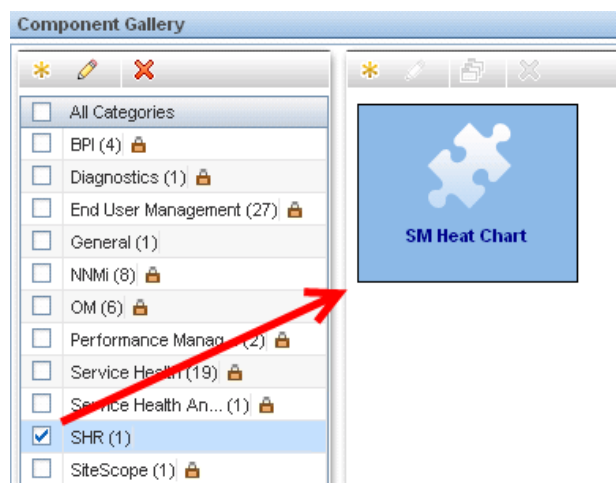 Component Gallery
All Categories
BPI (4)
Diagnostics (1)
End User Management (27)
General (1)
NNMi (8)
OM (6)
Performance Manag... (2)
Service Health (19)
Service Health An... (1)
SHR (1)
SiteScope (1)
SM Heat Chart